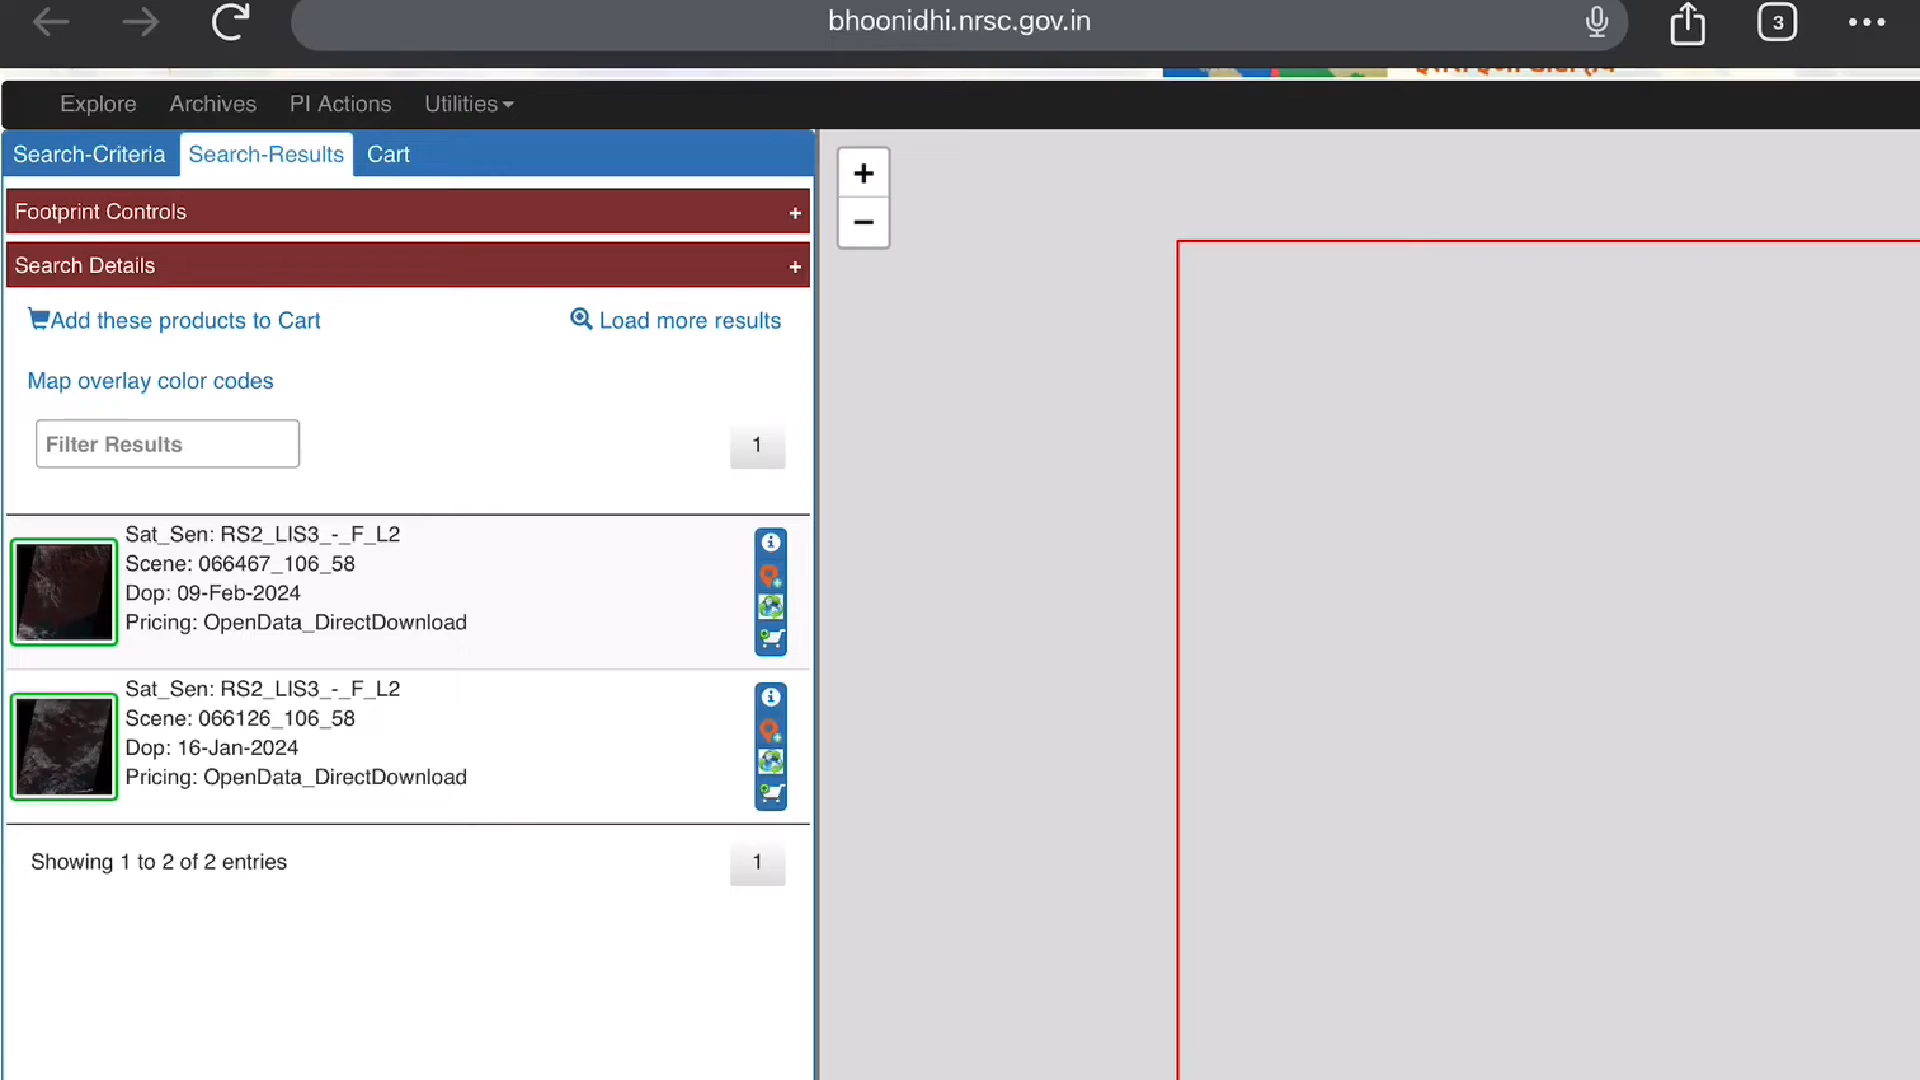 bhoonidhi.nrsc.gov.in
3
Explore Archives PI Actions Utilities
Search-Criteria Search-Results Cart
Footprint Controls +
Search Details +
Add these products to Cart Load more results
Map overlay color codes
Filter Results 1
Sat_Sen: RS2_LIS3_-_F_L2
Scene: 066467_106_58
Dop: 09-Feb-2024
Pricing: OpenData_DirectDownload
Sat_Sen: RS2_LIS3_-_F_L2
Scene: 066126_106_58
Dop: 16-Jan-2024
Pricing: OpenData_DirectDownload
Showing 1 to 2 of 2 entries 1
+
−